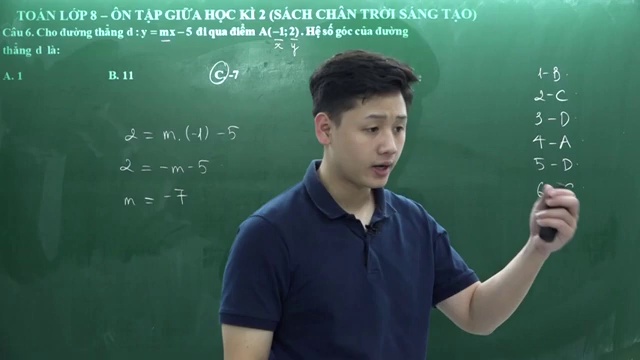 TOÁN LỚP 8 – ÔN TẬP GIỮA HỌC KÌ 2 (SÁCH CHÂN TRỜI SÁNG TẠO)
Câu 6. Cho đường thẳng d : y = mx – 5 đi qua điểm A(–1; 2). Hệ số góc của đường
x y
thẳng d là:
A. 1 B. 11 C. -7
2 = m. (-1) - 5
2 = -m - 5
m = -7
1 - B
2 - C
3 - D
4 - A
5 - D
6